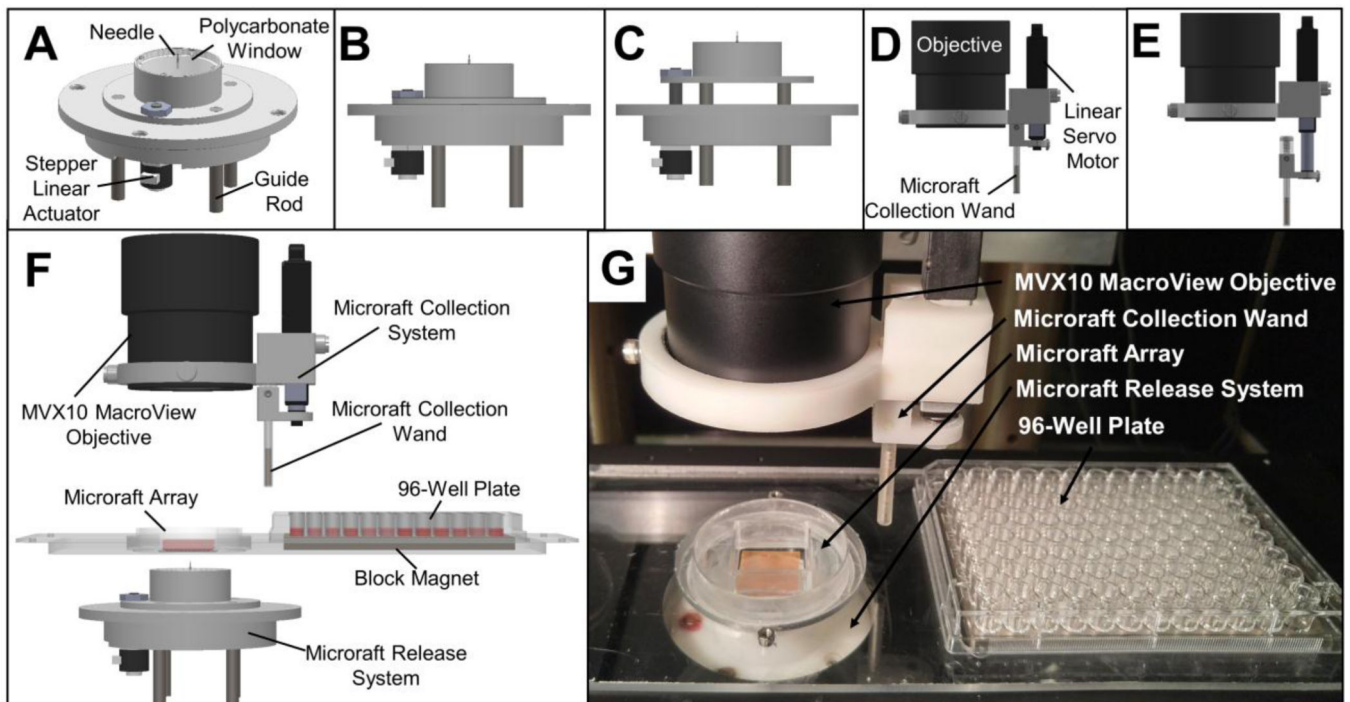 A
Needle
Polycarbonate
Window
Stepper
Linear
Actuator
Guide
Rod
B
C
D
Objective
Linear
Servo
Motor
Microraft
Collection Wand
E
F
Microraft Collection
System
MVX10 MacroView
Objective
Microraft Collection
Wand
Microraft Array
96-Well Plate
Block Magnet
Microraft Release
System
G
MVX10 MacroView Objective
Microraft Collection Wand
Microraft Array
Microraft Release System
96-Well Plate